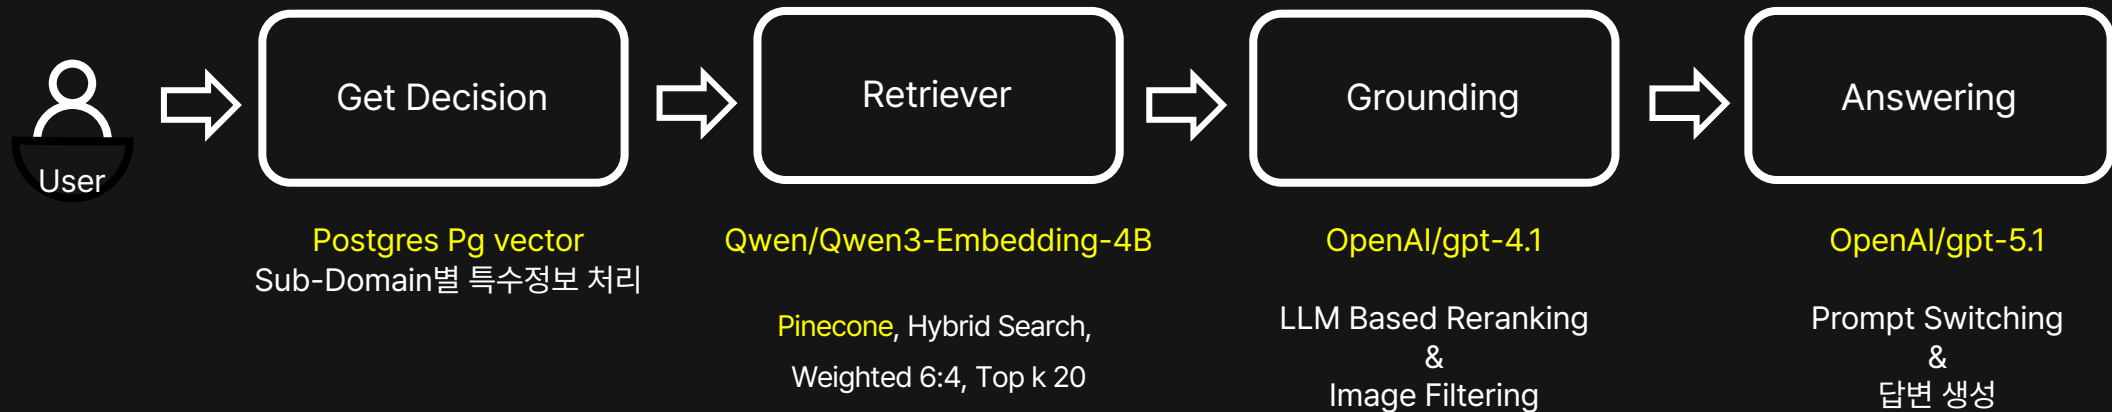 User
Get Decision
Postgres Pg vector
Sub-Domain별 특수정보 처리
Retriever
Qwen/Qwen3-Embedding-4B
Pinecone, Hybrid Search,
Weighted 6:4, Top k 20
Grounding
OpenAI/gpt-4.1
LLM Based Reranking
&
Image Filtering
Answering
OpenAI/gpt-5.1
Prompt Switching
&
답변 생성